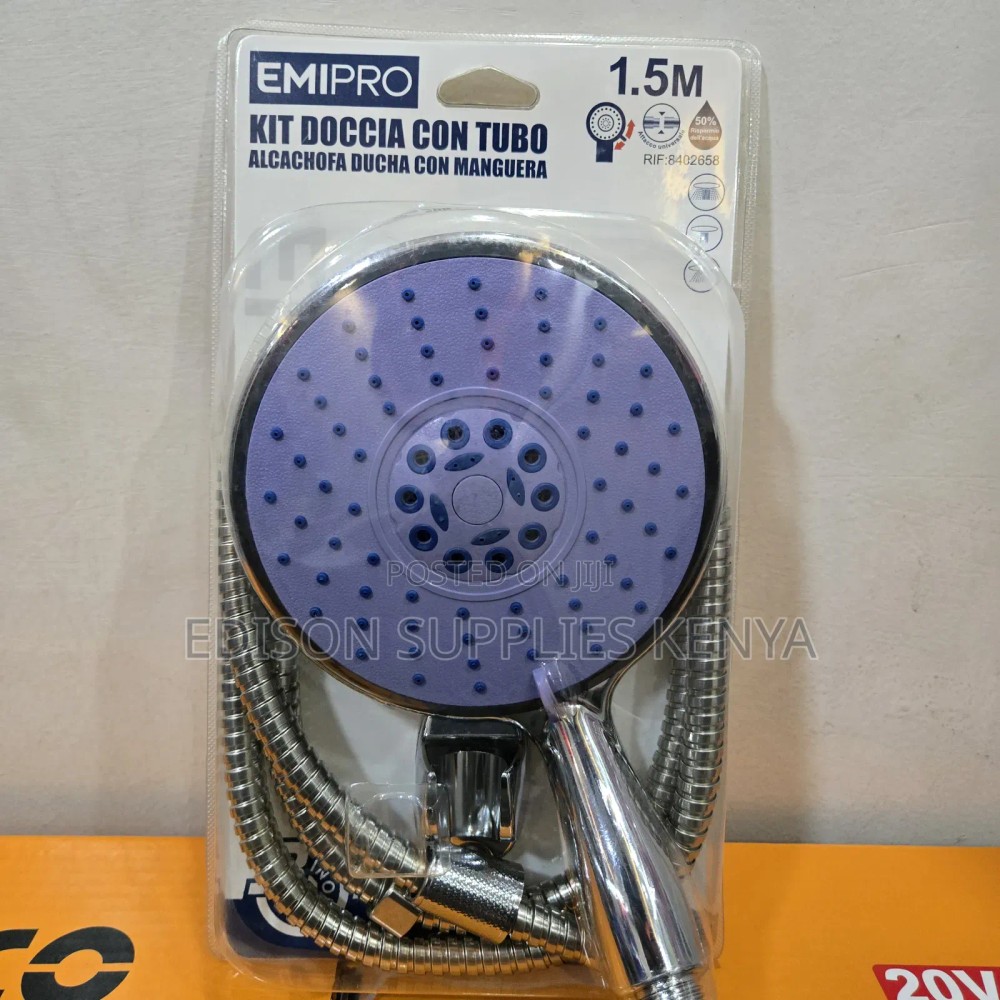 EMIPRO
1.5M
KIT DOCCIA CON TUBO
ALCACHOFA DUCHA CON MANGUERA
Attacco universale
50%
Risparmio
dell'acqua
RIF:8402658
POSTED ON JIJI
EDISON SUPPLIES KENYA
CO
20V